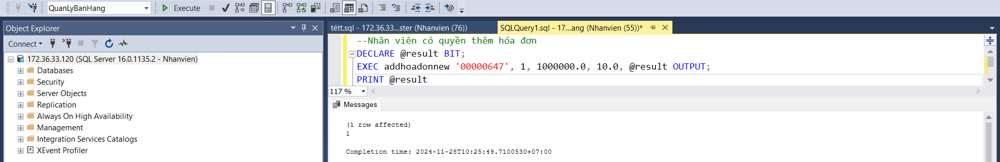 QuanLyBanHang
Execute
Object Explorer
Connect
172.36.33.120 (SQL Server 16.0.1135.2 - Nhanvien)
Databases
Security
Server Objects
Replication
Always On High Availability
Management
Integration Services Catalogs
XEvent Profiler
tétt.sql - 172.36.33...ster (Nhanvien (76))
SQLQuery1.sql - 17...ang (Nhanvien (55))*
--Nhân viên có quyền thêm hóa đơn
DECLARE @result BIT;
EXEC addhoadonnew '00000647', 1, 1000000.0, 10.0, @result OUTPUT;
PRINT @result
117 %
Messages
(1 row affected)
1
Completion time: 2024-11-28T10:25:49.7100530+07:00